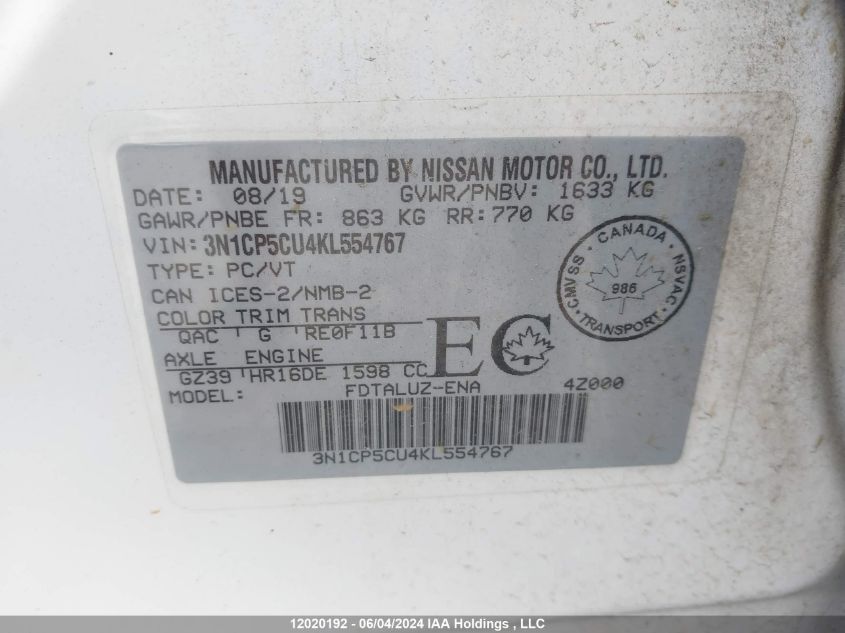 MANUFACTURED BY NISSAN MOTOR CO., LTD.
DATE: 08/19 GVWR/PNBV: 1633 KG
GAWR/PNBE FR: 863 KG RR: 770 KG
VIN: 3N1CP5CU4KL554767
TYPE: PC/VT
CAN ICES-2/NMB-2
COLOR TRIM TRANS
QAC G RE0F11B
AXLE ENGINE
GZ39 HR16DE 1598 CC
MODEL: FDTALUZ-ENA 4Z000
3N1CP5CU4KL554767
EC
CANADA
CMVSS · NSVAC
986
TRANSPORT
12020192 - 06/04/2024 IAA Holdings , LLC